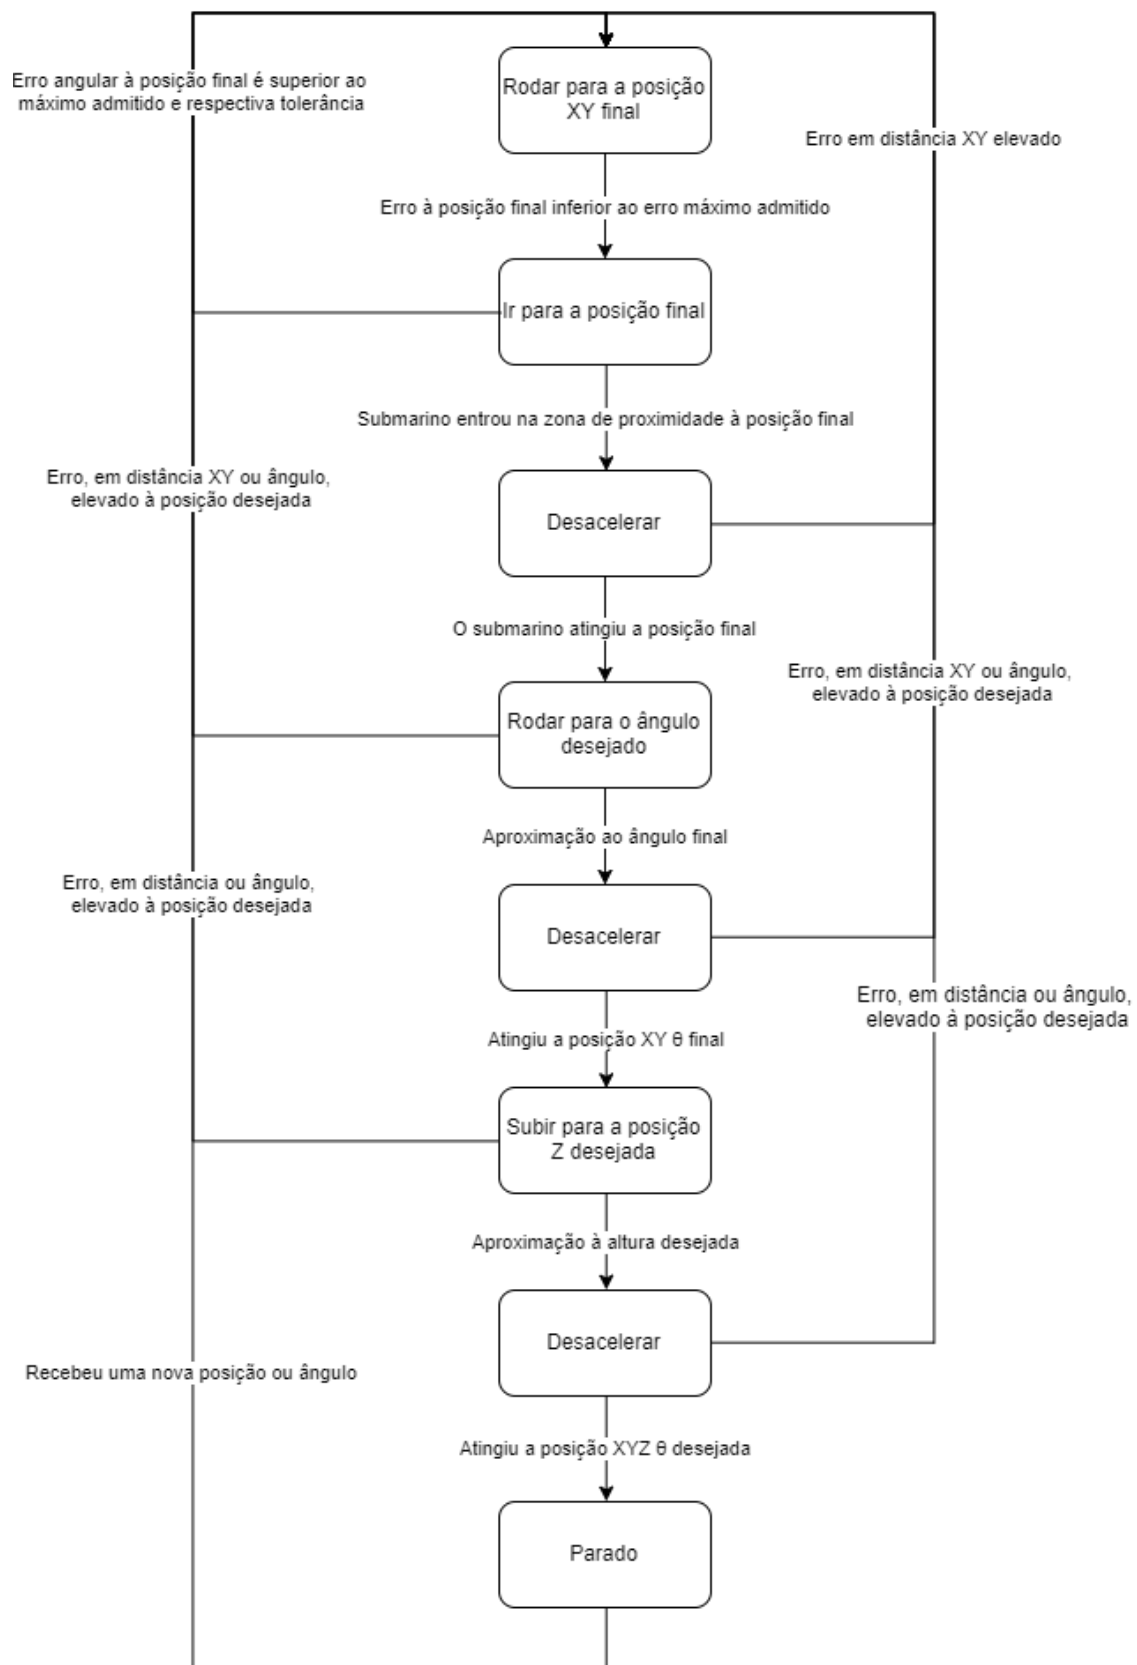 Erro angular à posição final é superior ao
máximo admitido e respectiva tolerância
Rodar para a posição
XY final
Erro em distância XY elevado
Erro à posição final inferior ao erro máximo admitido
Ir para a posição final
Submarino entrou na zona de proximidade à posição final
Erro, em distância XY ou ângulo,
elevado à posição desejada
Desacelerar
O submarino atingiu a posição final
Erro, em distância XY ou ângulo,
elevado à posição desejada
Rodar para o ângulo
desejado
Aproximação ao ângulo final
Erro, em distância ou ângulo,
elevado à posição desejada
Desacelerar
Erro, em distância ou ângulo,
elevado à posição desejada
Atingiu a posição XY θ final
Subir para a posição
Z desejada
Aproximação à altura desejada
Desacelerar
Recebeu uma nova posição ou ângulo
Atingiu a posição XYZ θ desejada
Parado